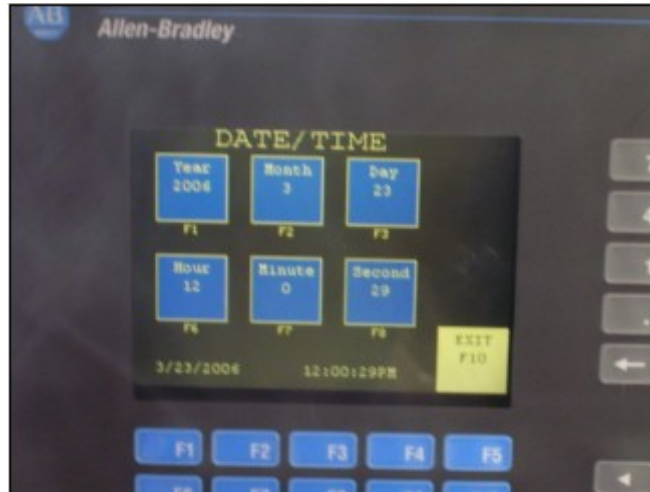 AB
Allen-Bradley
DATE/TIME
Year
2006
F1
Month
3
F2
Day
23
F3
Hour
12
F6
Minute
0
F7
Second
29
F8
EXIT
F10
3/23/2006 12:00:29PM
F1 F2 F3 F4 F5